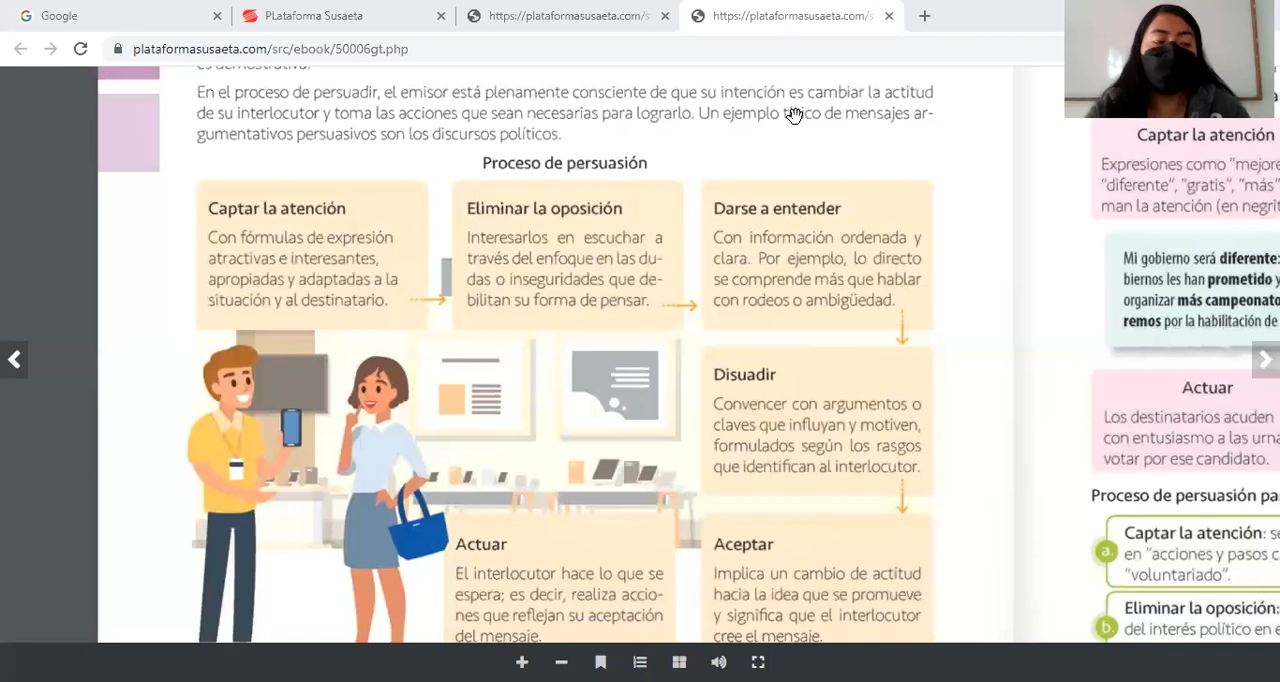 Google
PLataforma Susaeta
https://plataformasusaeta.com/s
https://plataformasusaeta.com/s
plataformasusaeta.com/src/ebook/50006gt.php
es demostrativa.
En el proceso de persuadir, el emisor está plenamente consciente de que su intención es cambiar la actitud
de su interlocutor y toma las acciones que sean necesarias para lograrlo. Un ejemplo de mensajes ar-
gumentativos persuasivos son los discursos políticos.
Proceso de persuasión
Captar la atención
Con fórmulas de expresión
atractivas e interesantes,
apropiadas y adaptadas a la
situación y al destinatario.
Eliminar la oposición
Interesarlos en escuchar a
través del enfoque en las du-
das o inseguridades que de-
bilitan su forma de pensar.
Darse a entender
Con información ordenada y
clara. Por ejemplo, lo directo
se comprende más que hablar
con rodeos o ambigüedad.
Disuadir
Convencer con argumentos o
claves que influyan y motiven,
formulados según los rasgos
que identifican al interlocutor.
Aceptar
Implica un cambio de actitud
hacia la idea que se promueve
y significa que el interlocutor
cree el mensaje.
Actuar
El interlocutor hace lo que se
espera; es decir, realiza accio-
nes que reflejan su aceptación
del mensaje.
Captar la atención
Expresiones como "mejore
"diferente", "gratis", "más"
man la atención (en negrit
Mi gobierno será diferente:
biernos les han prometido y
organizar más campeonato
remos por la habilitación de
Actuar
Los destinatarios acuden
con entusiasmo a las urna
votar por ese candidato.
Proceso de persuasión pa
a.
Captar la atención: se
en "acciones y pasos c
"voluntariado".
b.
Eliminar la oposición:
del interés político en e